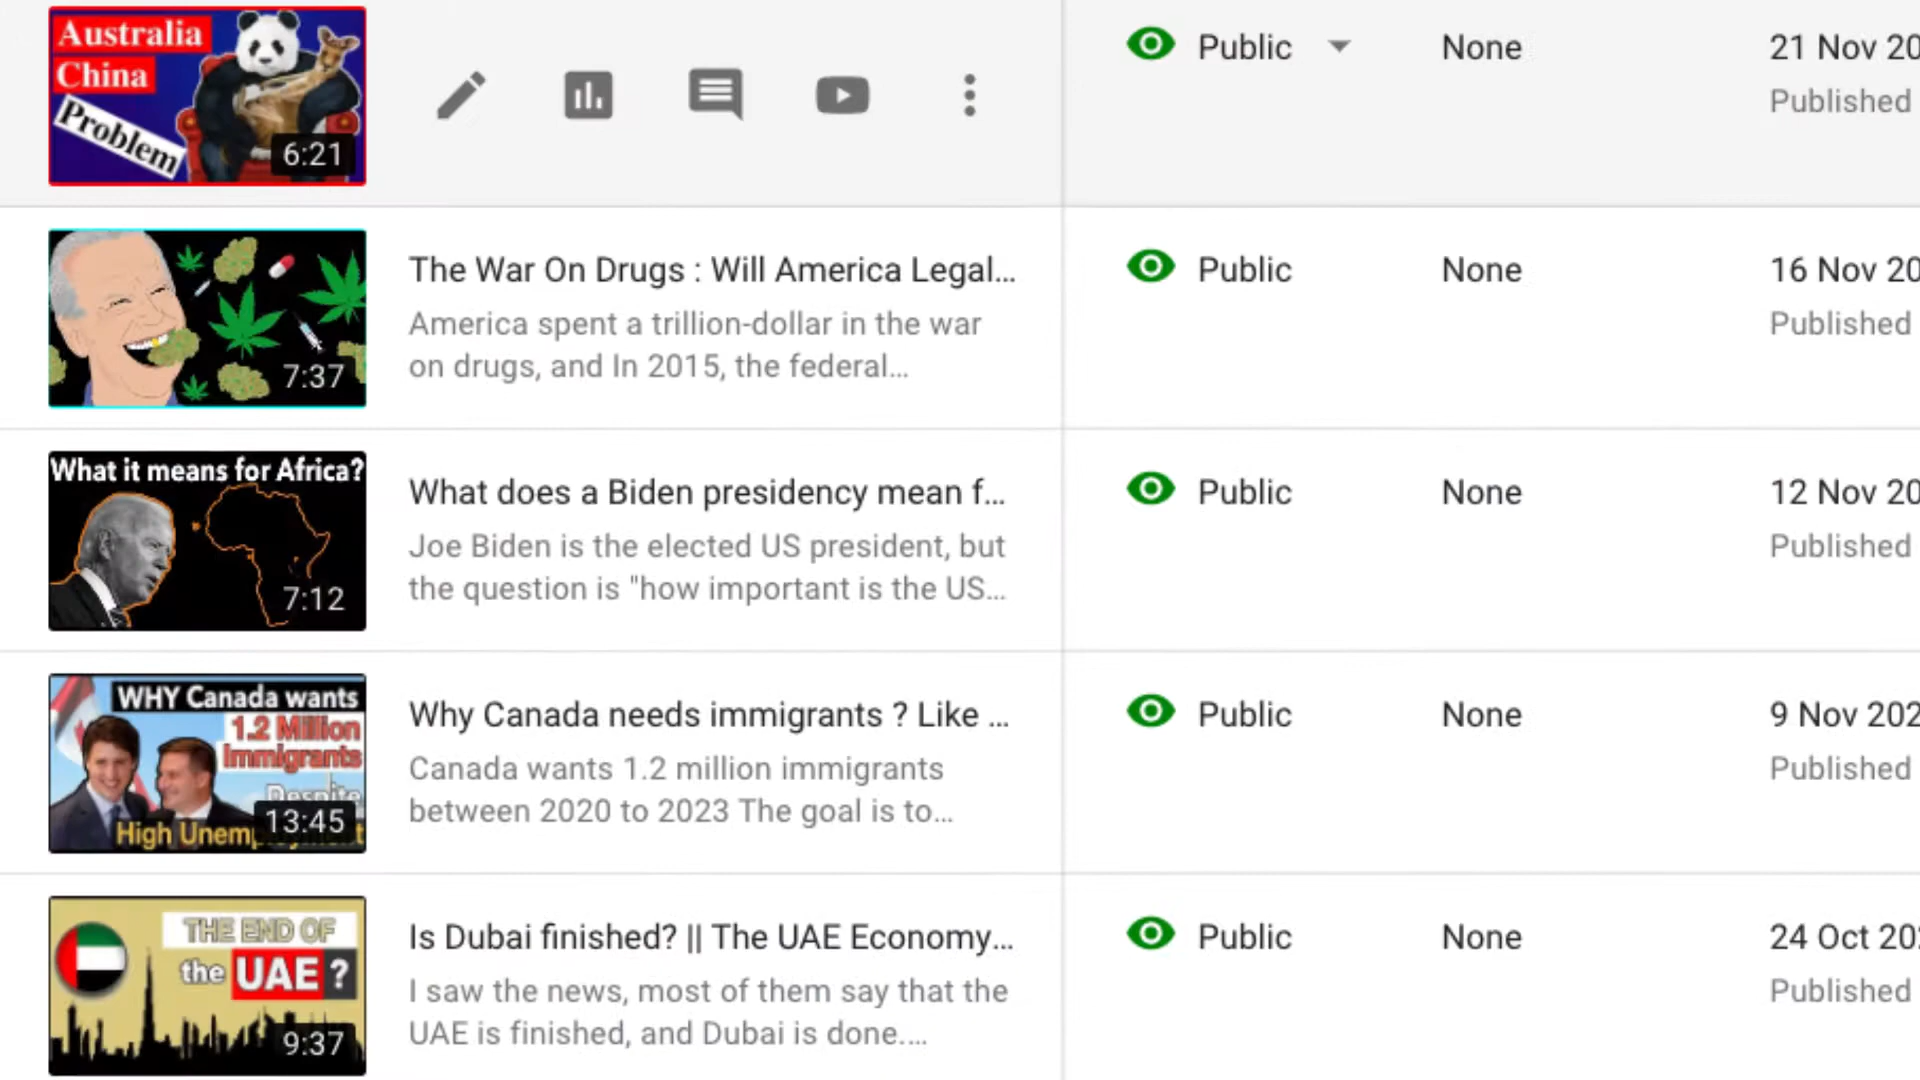 Australia
China
Problem
6:21
Public
None
21 Nov 20
Published
7:37
The War On Drugs : Will America Legal...
America spent a trillion-dollar in the war
on drugs, and In 2015, the federal...
Public
None
16 Nov 20
Published
What it means for Africa?
7:12
What does a Biden presidency mean f...
Joe Biden is the elected US president, but
the question is "how important is the US...
Public
None
12 Nov 20
Published
WHY Canada wants
1.2 Million
Immigrants
Despite
13:45
High Unem
Why Canada needs immigrants ? Like ...
Canada wants 1.2 million immigrants
between 2020 to 2023 The goal is to...
Public
None
9 Nov 202
Published
THE END OF
the UAE ?
9:37
Is Dubai finished? || The UAE Economy...
I saw the news, most of them say that the
UAE is finished, and Dubai is done....
Public
None
24 Oct 20
Published